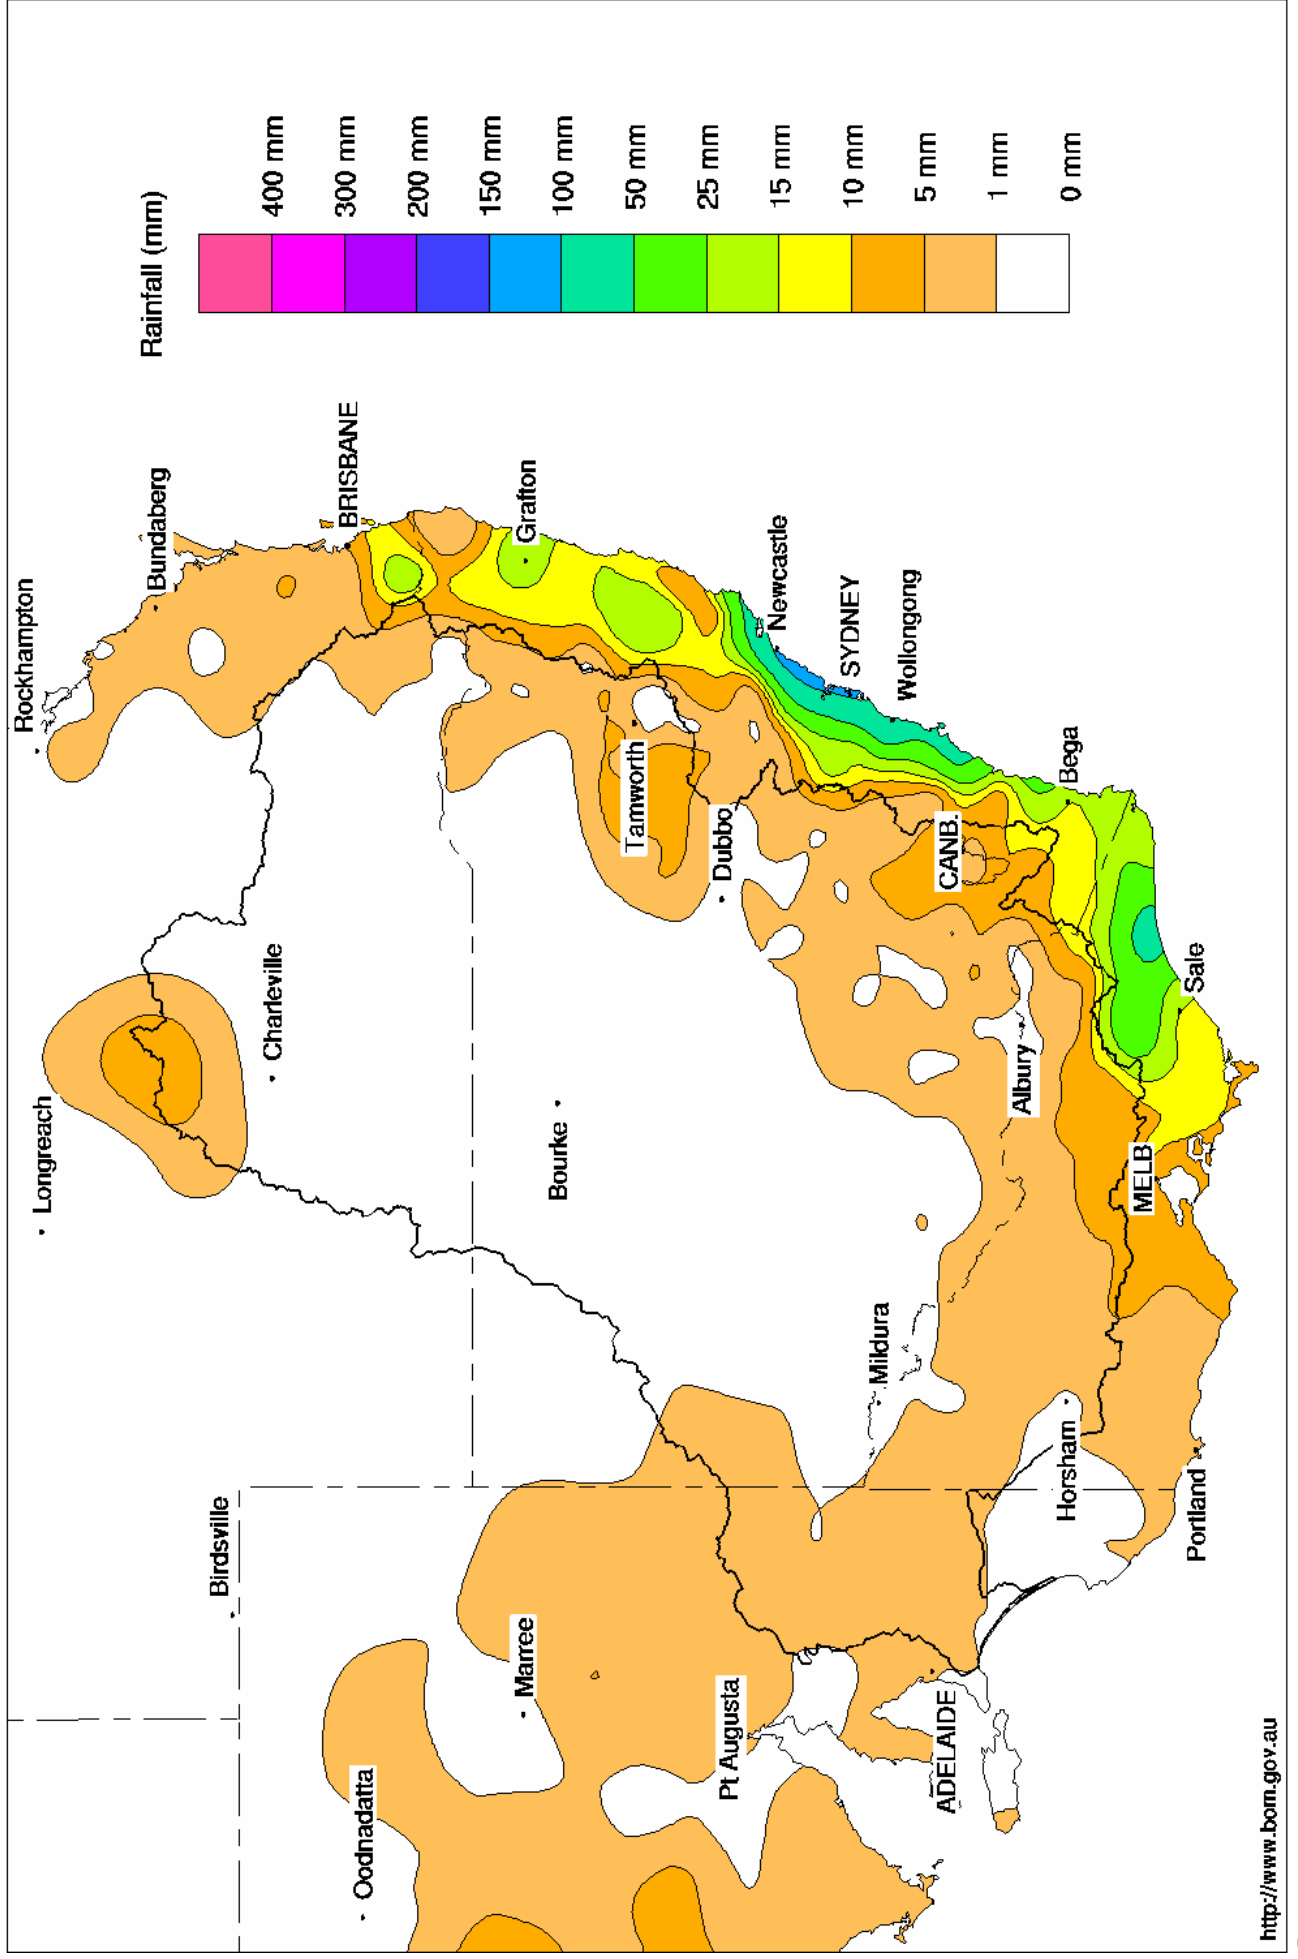 Rainfall (mm)
400 mm
300 mm
200 mm
150 mm
100 mm
50 mm
25 mm
15 mm
10 mm
5 mm
1 mm
0 mm
Rockhampton
Bundaberg
BRISBANE
Longreach
Charleville
Birdsville
Grafton
Tamworth
Newcastle
Dubbo
SYDNEY
Wollongong
Bourke
Oodnadatta
Marree
Pt Augusta
Mildura
CANB.
Bega
Albury
ADELAIDE
Horsham
MELB
Sale
Portland
http://www.bom.gov.au